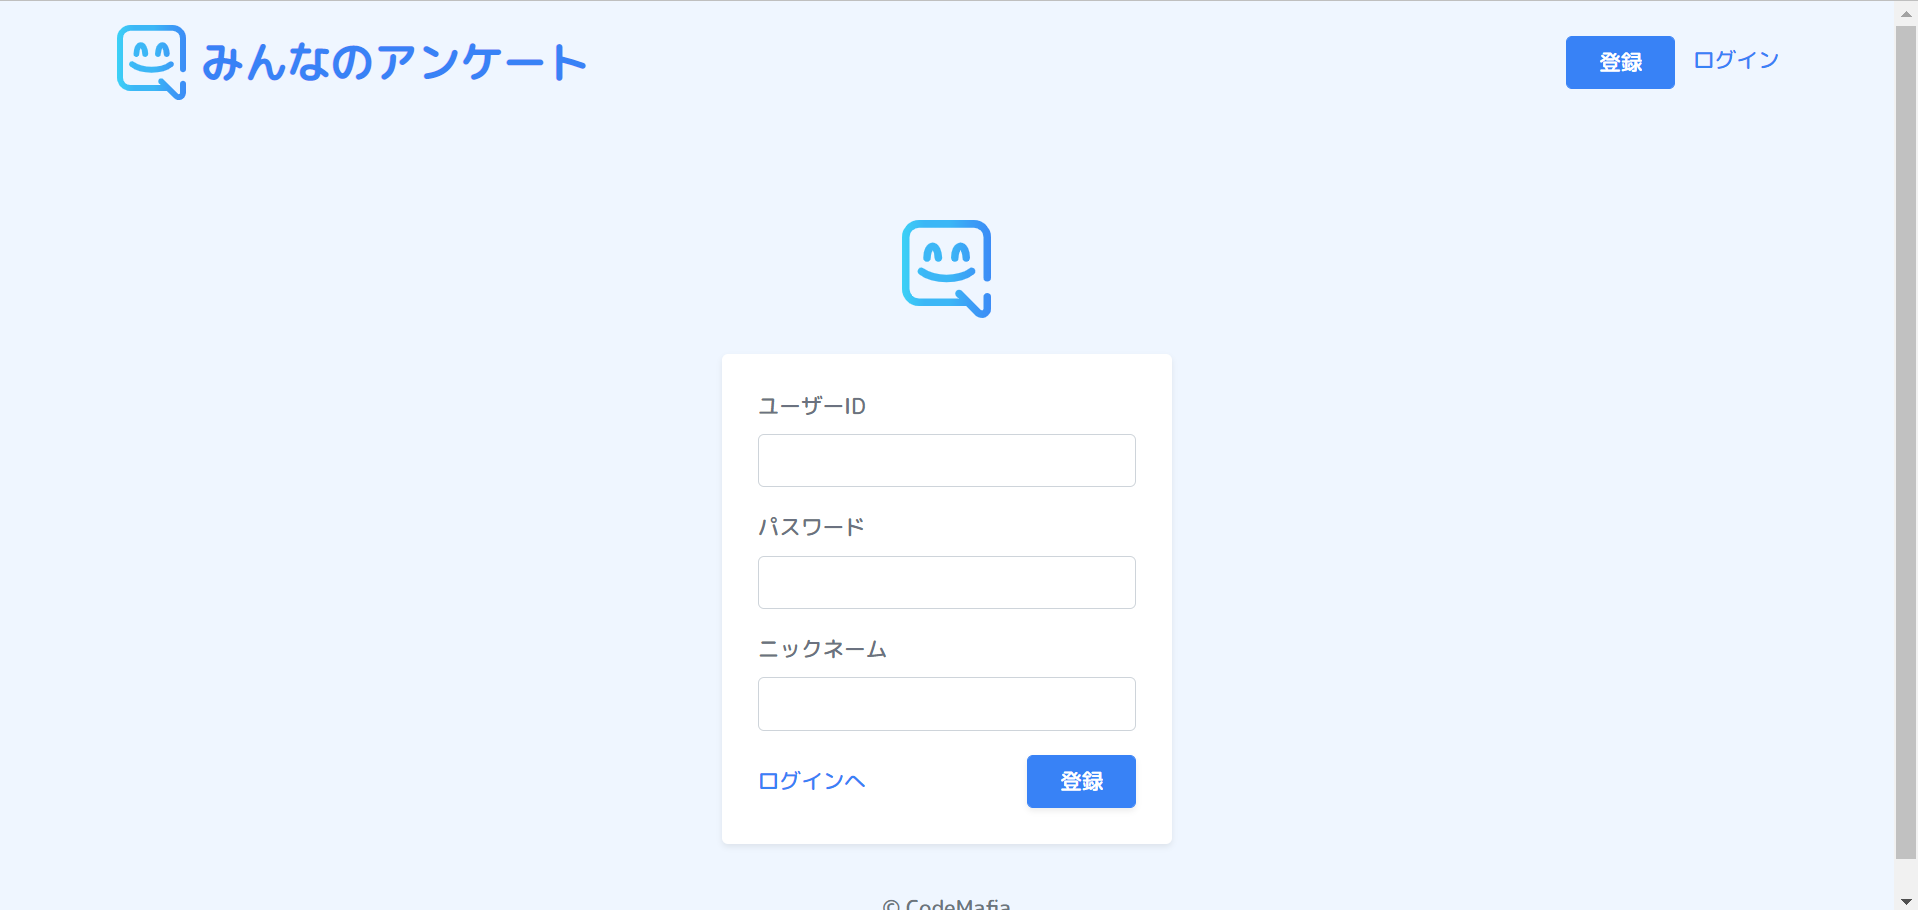 みんなのアンケート
登録 ログイン
ユーザーID
パスワード
ニックネーム
ログインへ 登録
© CodeMafia